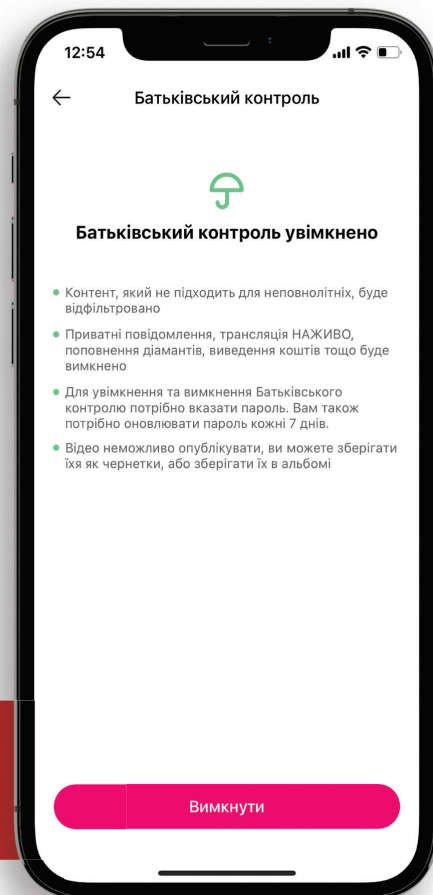 12:54
Батьківський контроль
Батьківський контроль увімкнено
Контент, який не підходить для неповнолітніх, буде
відфільтровано
Приватні повідомлення, трансляція НАЖИВО,
поповнення діамантів, виведення коштів тощо буде
вимкнено
Для увімкнення та вимкнення Батьківського
контролю потрібно вказати пароль. Вам також
потрібно оновлювати пароль кожні 7 днів.
Відео неможливо опублікувати, ви можете зберігати
їхя як чернетки, або зберігати їх в альбомі
Вимкнути